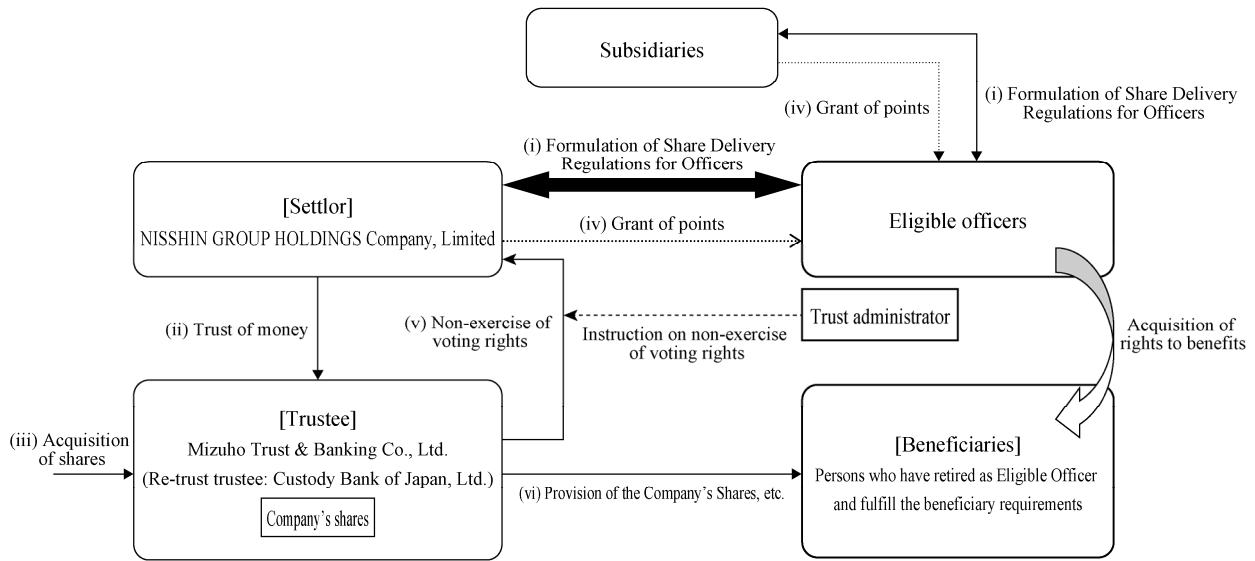 Subsidiaries
(iv) Grant of points
(i) Formulation of Share Delivery
Regulations for Officers
(i) Formulation of Share Delivery
Regulations for Officers
[Settlor]
NISSHIN GROUP HOLDINGS Company, Limited
(iv) Grant of points
Eligible officers
(ii) Trust of money
(v) Non-exercise of
voting rights
Instruction on non-exercise
of voting rights
Trust administrator
Acquisition of
rights to benefits
(iii) Acquisition
of shares
[Trustee]
Mizuho Trust & Banking Co., Ltd.
(Re-trust trustee: Custody Bank of Japan, Ltd.)
Company's shares
(vi) Provision of the Company's Shares, etc.
[Beneficiaries]
Persons who have retired as Eligible Officer
and fulfill the beneficiary requirements